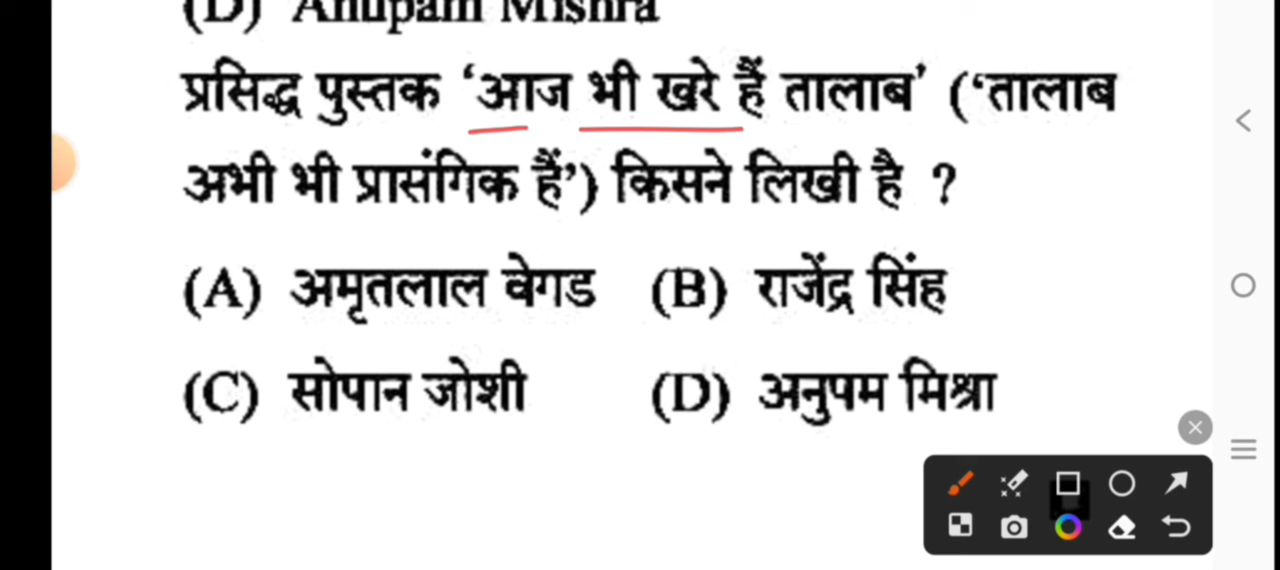 (D) Anupam Mishra
प्रसिद्ध पुस्तक ‘आज भी खरे हैं तालाब’ (‘तालाब
अभी भी प्रासंगिक हैं’) किसने लिखी है ?
(A) अमृतलाल वेगड (B) राजेंद्र सिंह
(C) सोपान जोशी (D) अनुपम मिश्रा